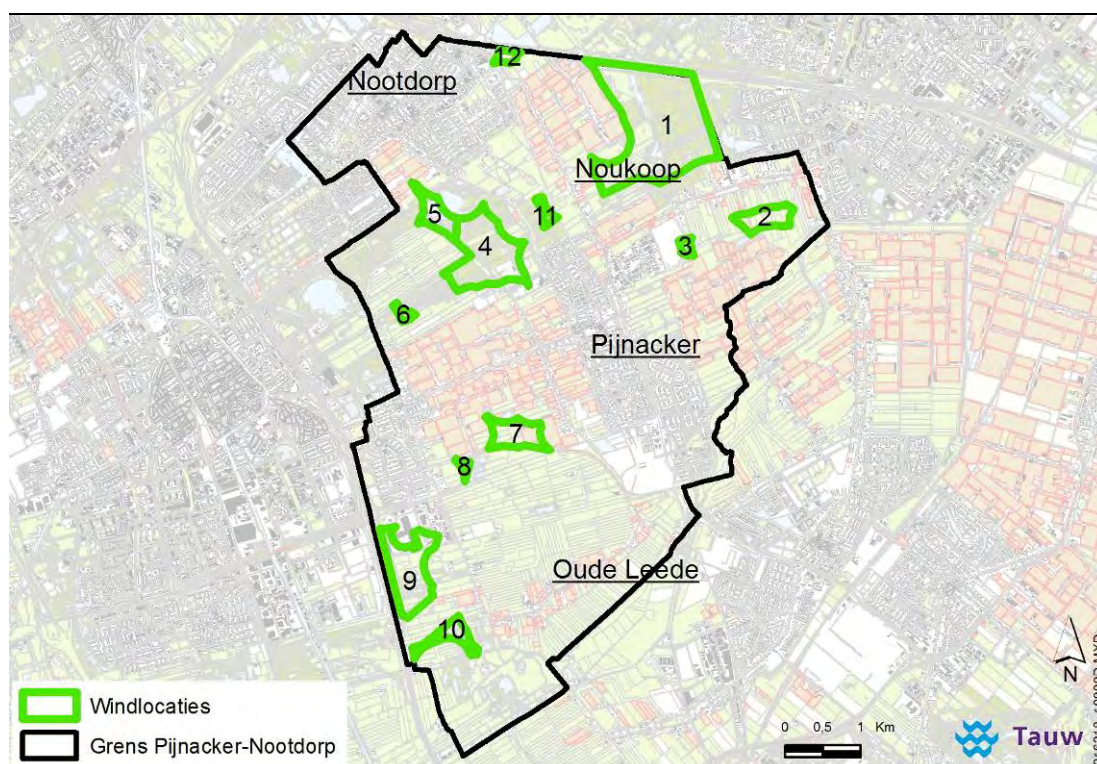 12
Nootdorp
1
Noukoop
5
11
2
4
3
6
Pijnacker
7
8
Oude Leede
9
10
N
Windlocaties
Grens Pijnacker-Nootdorp
0 0,5 1 Km
Tauw